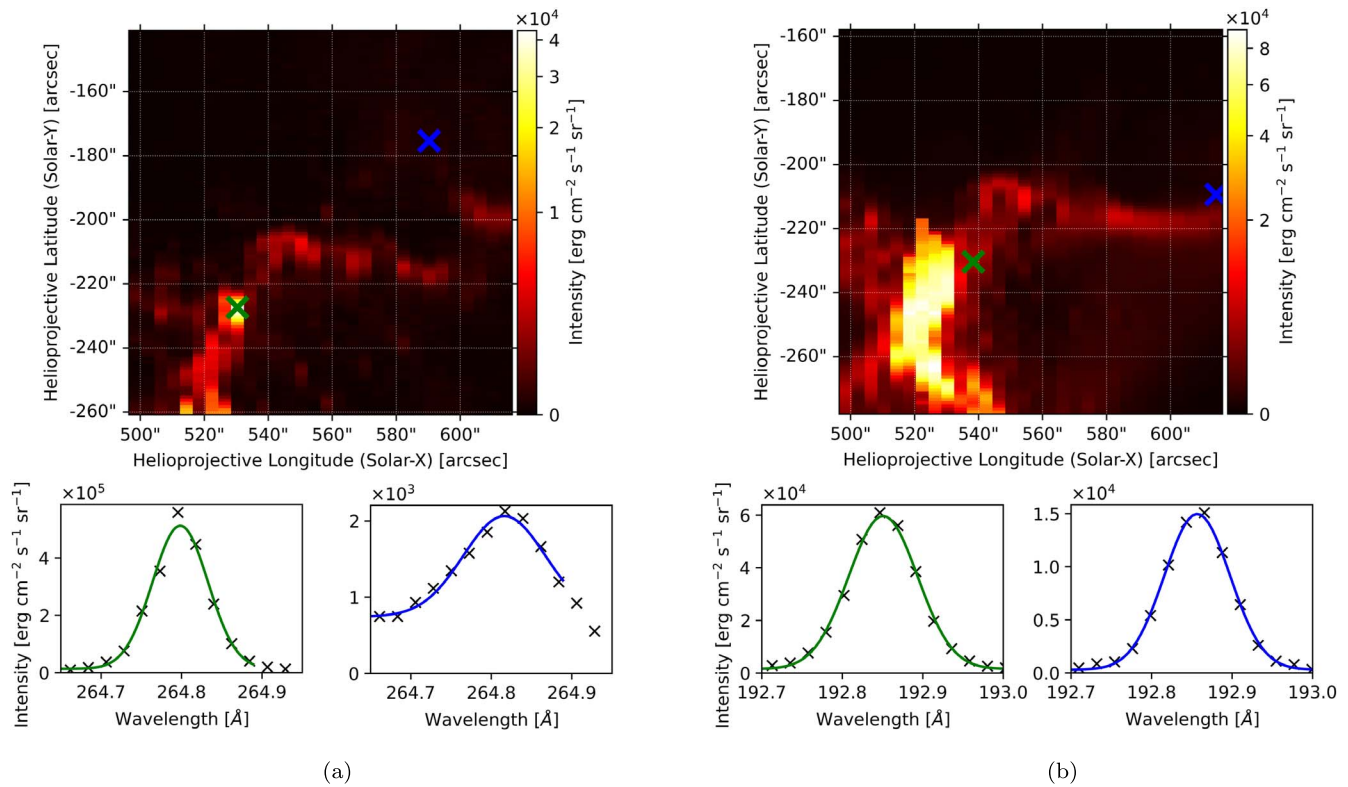 ×10⁴
4
3
2
1
0
Intensity [erg cm⁻² s⁻¹ sr⁻¹]
-160"
-180"
-200"
-220"
-240"
-260"
Helioprojective Latitude (Solar-Y) [arcsec]
500" 520" 540" 560" 580" 600"
Helioprojective Longitude (Solar-X) [arcsec]
×10⁴
8
6
4
2
0
Intensity [erg cm⁻² s⁻¹ sr⁻¹]
-160"
-180"
-200"
-220"
-240"
-260"
Helioprojective Latitude (Solar-Y) [arcsec]
500" 520" 540" 560" 580" 600"
Helioprojective Longitude (Solar-X) [arcsec]
×10⁵
4
2
0
Intensity [erg cm⁻² s⁻¹ sr⁻¹]
264.7 264.8 264.9
Wavelength [Å]
×10³
2
1
0
264.7 264.8 264.9
Wavelength [Å]
×10⁴
6
4
2
0
Intensity [erg cm⁻² s⁻¹ sr⁻¹]
192.7 192.8 192.9 193.0
Wavelength [Å]
×10⁴
1.5
1.0
0.5
0.0
192.7 192.8 192.9 193.0
Wavelength [Å]
(a)
(b)